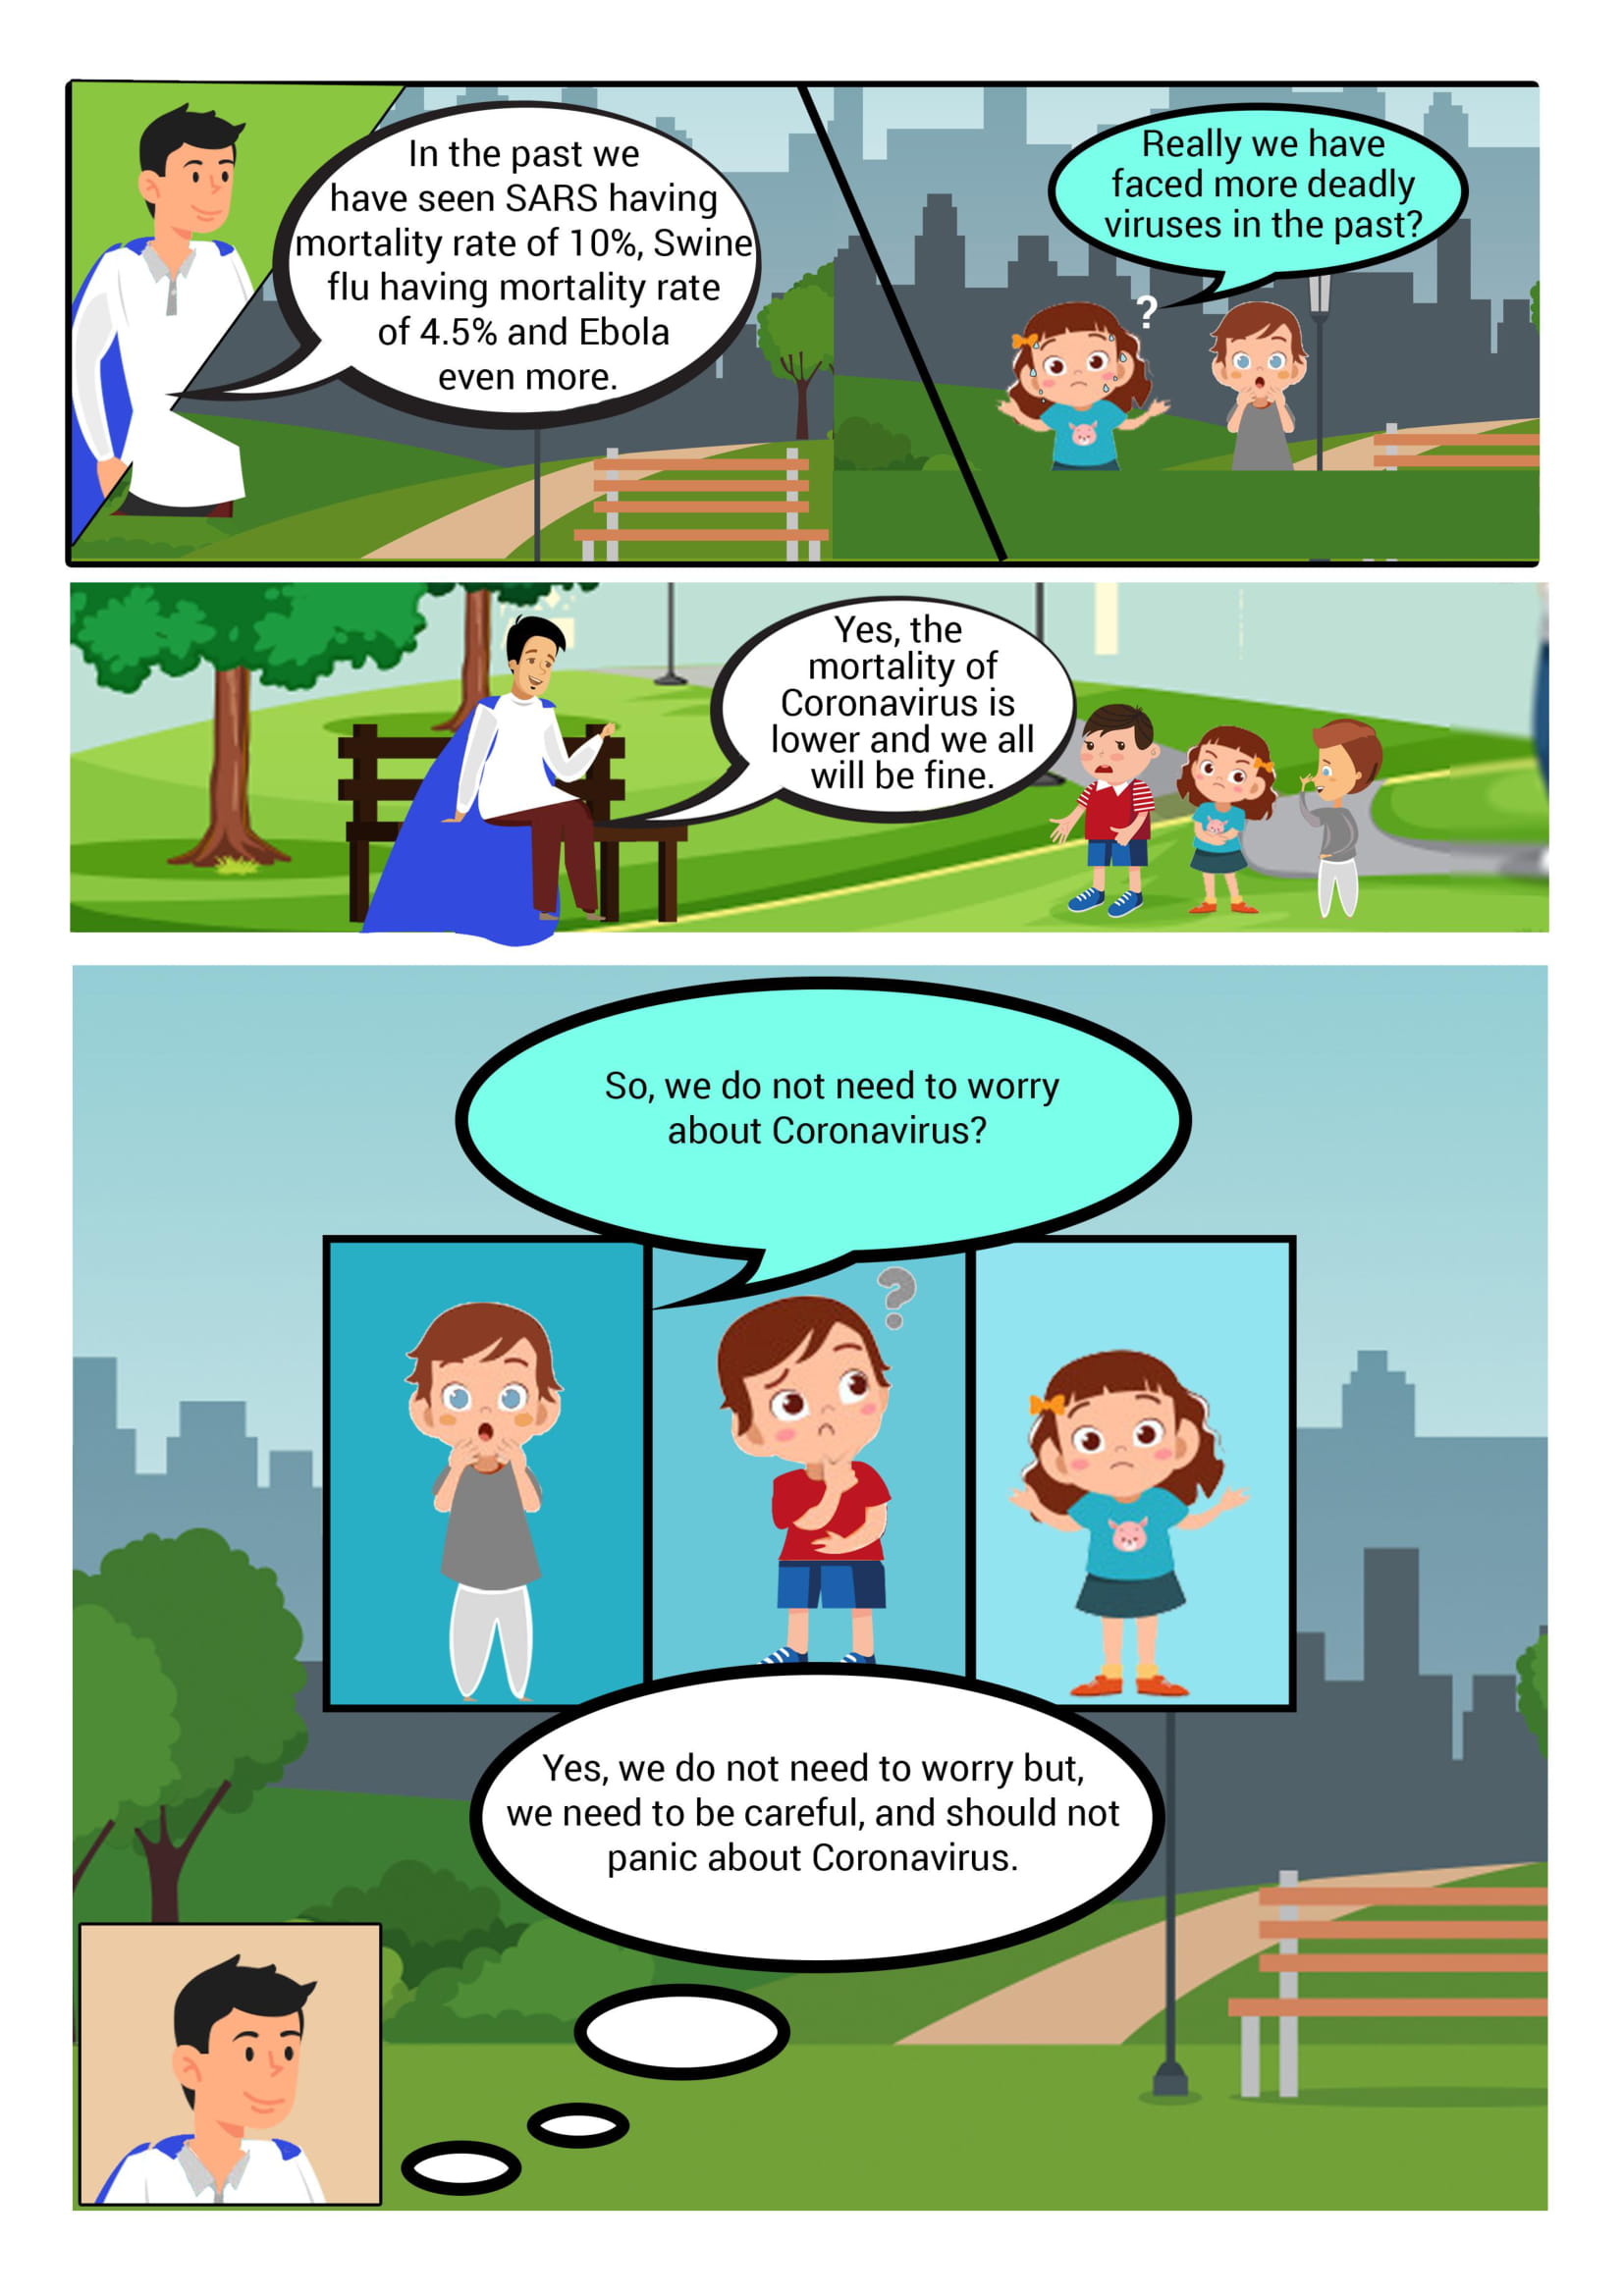 In the past we
have seen SARS having
mortality rate of 10%, Swine
flu having mortality rate
of 4.5% and Ebola
even more.
Really we have
faced more deadly
viruses in the past?
?
Yes, the
mortality of
Coronavirus is
lower and we all
will be fine.
So, we do not need to worry
about Coronavirus?
?
Yes, we do not need to worry but,
we need to be careful, and should not
panic about Coronavirus.